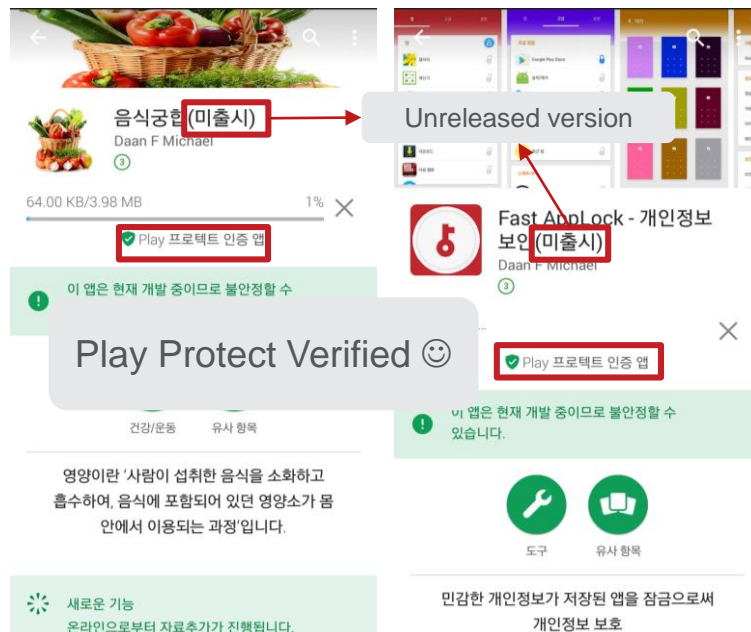 음식궁합(미출시)
Daan F Michael
3
64.00 KB/3.98 MB
1%
Play 프로텍트 인증 앱
이 앱은 현재 개발 중이므로 불안정할 수
건강/운동
유사 항목
영양이란 '사람이 섭취한 음식을 소화하고
흡수하여, 음식에 포함되어 있던 영양소가 몸
안에서 이용되는 과정'입니다.
새로운 기능
온라인으로부터 자료추가가 진행됩니다.
Unreleased version
Play Protect Verified ☺
Google Play Store
Fast AppLock - 개인정보
보안(미출시)
Daan F Michael
3
Play 프로텍트 인증 앱
이 앱은 현재 개발 중이므로 불안정할 수
있습니다.
도구
유사 항목
민감한 개인정보가 저장된 앱을 잠금으로써
개인정보 보호